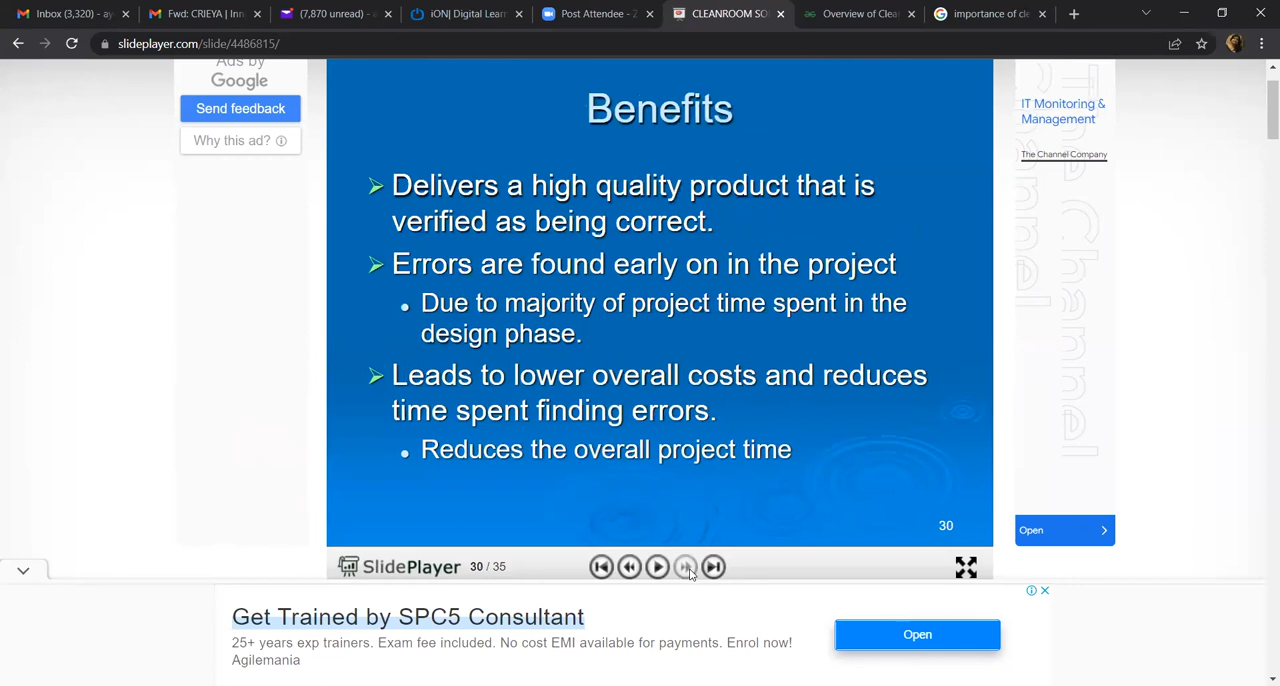 Inbox (3,320) - ay
Fwd: CRIEYA | Inn
(7,870 unread) - a
iON| Digital Lear
Post Attendee - Z
CLEANROOM SO
Overview of Clea
importance of cle
slideplayer.com/slide/4486815/
Ads by
Google
Send feedback
Why this ad?
Benefits
Delivers a high quality product that is
verified as being correct.
Errors are found early on in the project
Due to majority of project time spent in the
design phase.
Leads to lower overall costs and reduces
time spent finding errors.
Reduces the overall project time
30
IT Monitoring &
Management
The Channel Company
The Channel
Channel
Open
SlidePlayer 30 / 35
Get Trained by SPC5 Consultant
25+ years exp trainers. Exam fee included. No cost EMI available for payments. Enrol now!
Agilemania
Open